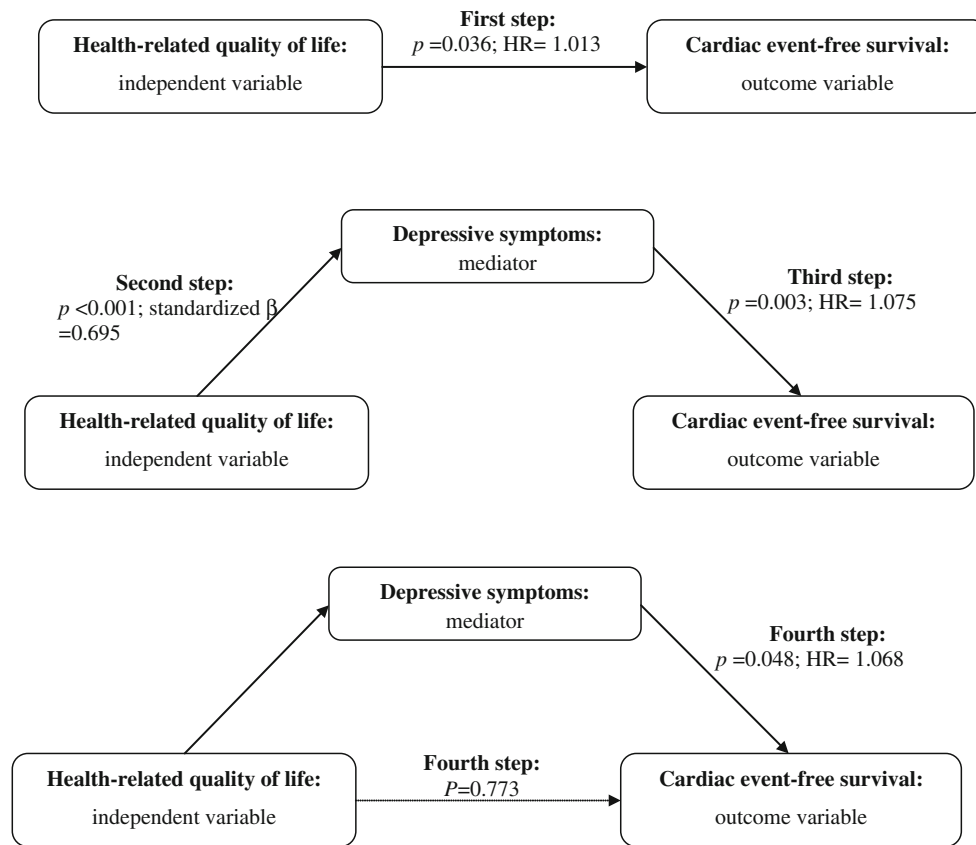 First step:
p =0.036; HR= 1.013
Health-related quality of life:
independent variable
Cardiac event-free survival:
outcome variable
Depressive symptoms:
mediator
Second step:
p <0.001; standardized β
=0.695
Third step:
p =0.003; HR= 1.075
Health-related quality of life:
independent variable
Cardiac event-free survival:
outcome variable
Depressive symptoms:
mediator
Fourth step:
p =0.048; HR= 1.068
Health-related quality of life:
independent variable
Fourth step:
P=0.773
Cardiac event-free survival:
outcome variable